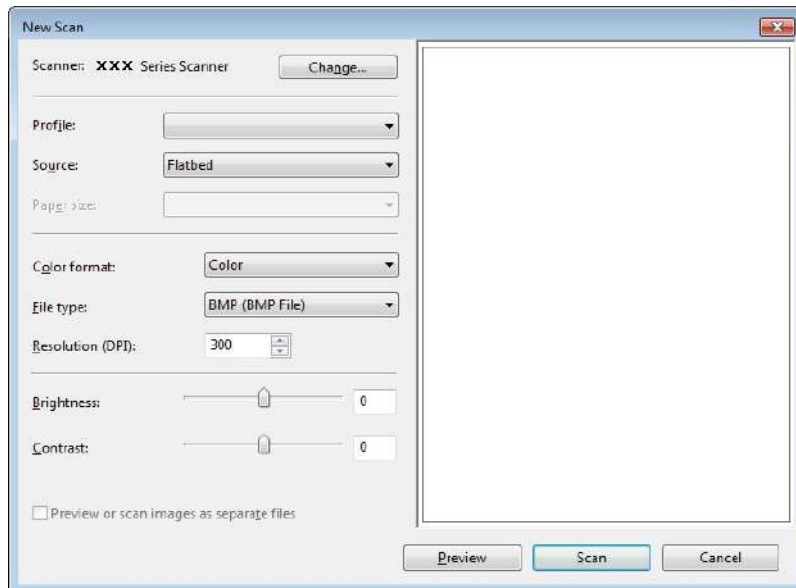 New Scan
Scanner: XXX Series Scanner Change...
Profile:
Source: Flatbed
Paper size:
Color format: Color
File type: BMP (BMP File)
Resolution (DPI): 300
Brightness: 0
Contrast: 0
Preview or scan images as separate files
Preview Scan Cancel